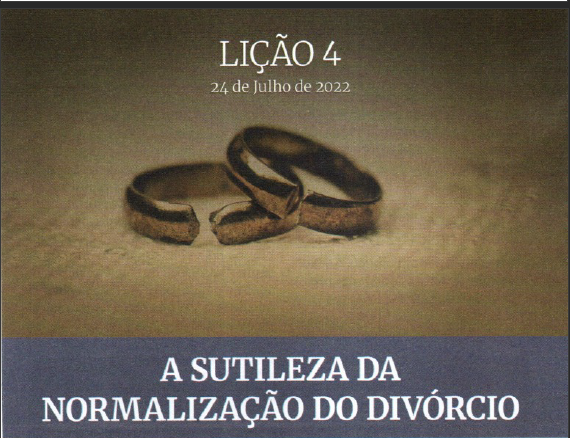 LIÇÃO 4
24 de Julho de 2022
A SUTILEZA DA
NORMALIZAÇÃO DO DIVÓRCIO